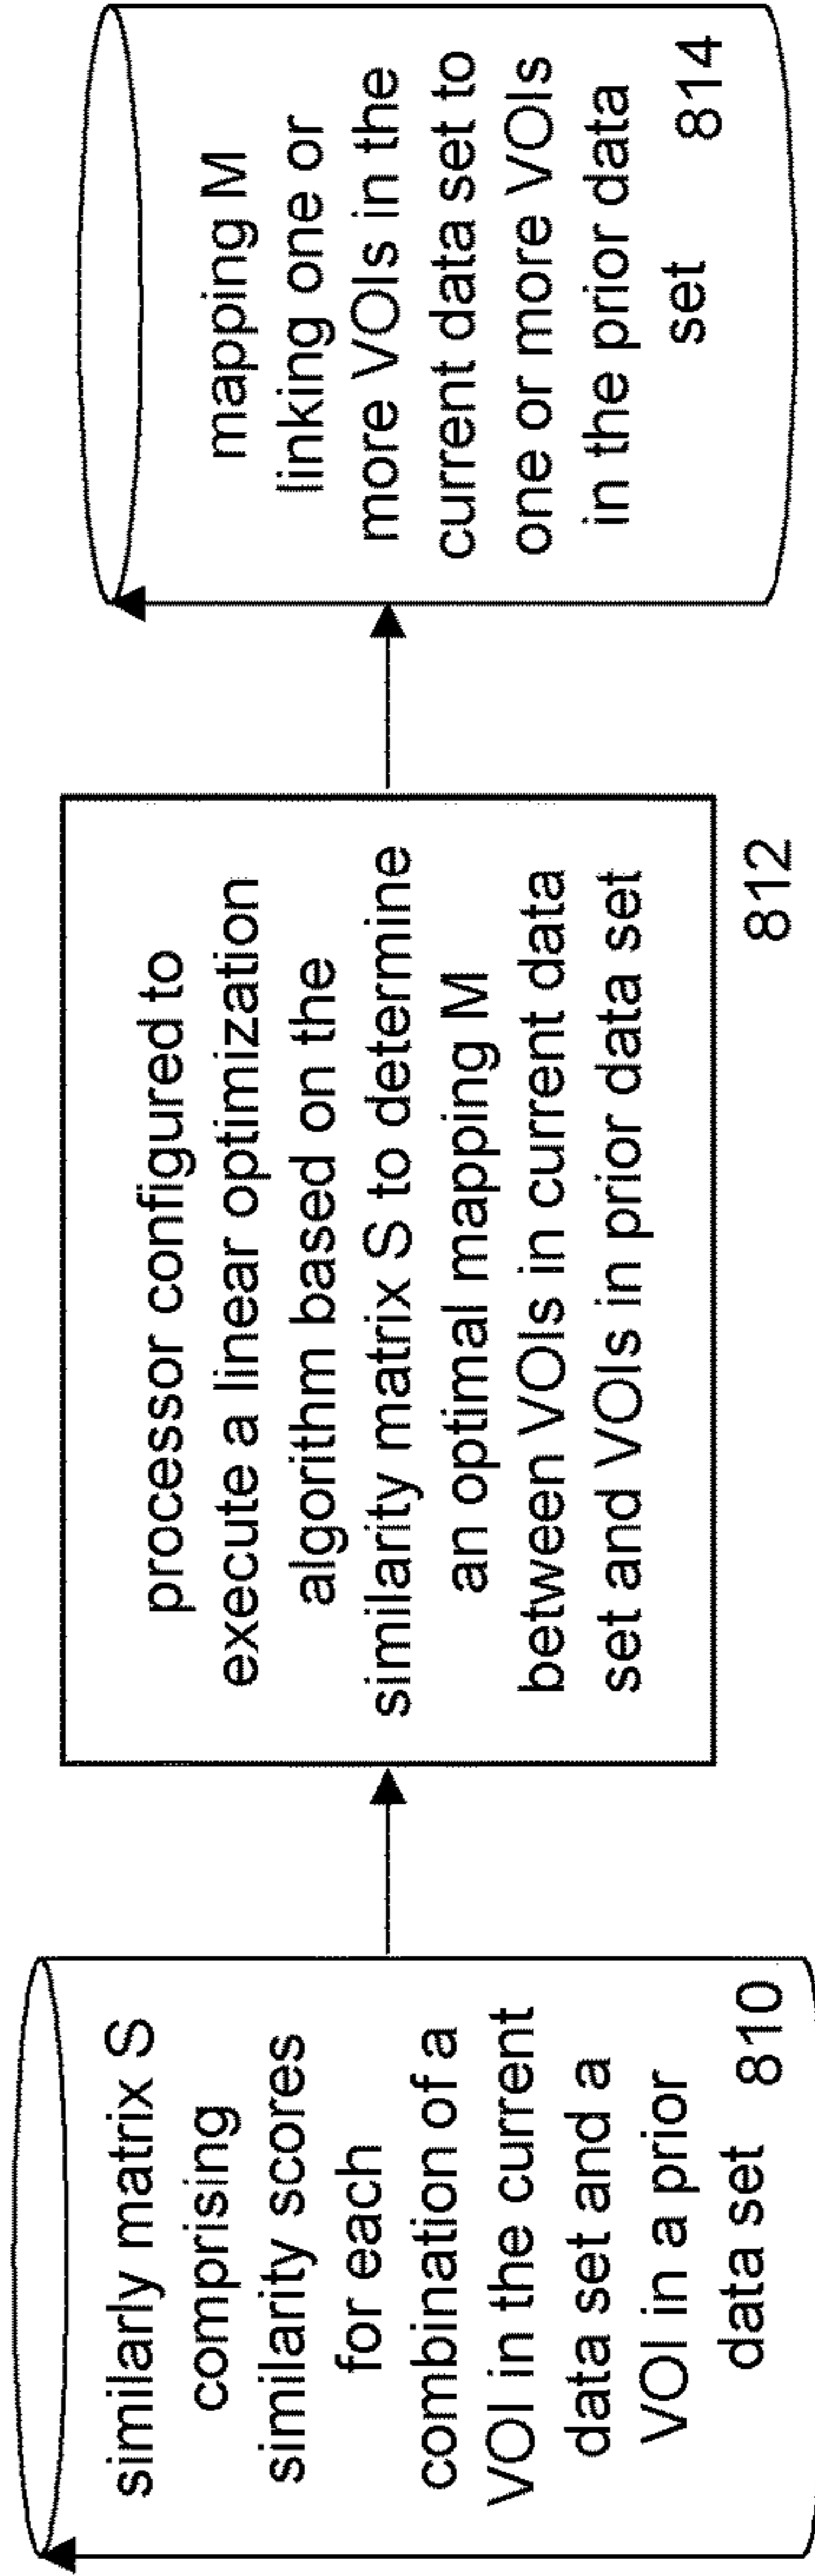 similarly matrix S
comprising
similarity scores
for each
combination of a
VOI in the current
data set and a
VOI in a prior
data set 810
processor configured to
execute a linear optimization
algorithm based on the
similarity matrix S to determine
an optimal mapping M
between VOIs in current data
set and VOIs in prior data set
812
mapping M
linking one or
more VOIs in the
current data set to
one or more VOIs
in the prior data
set 814